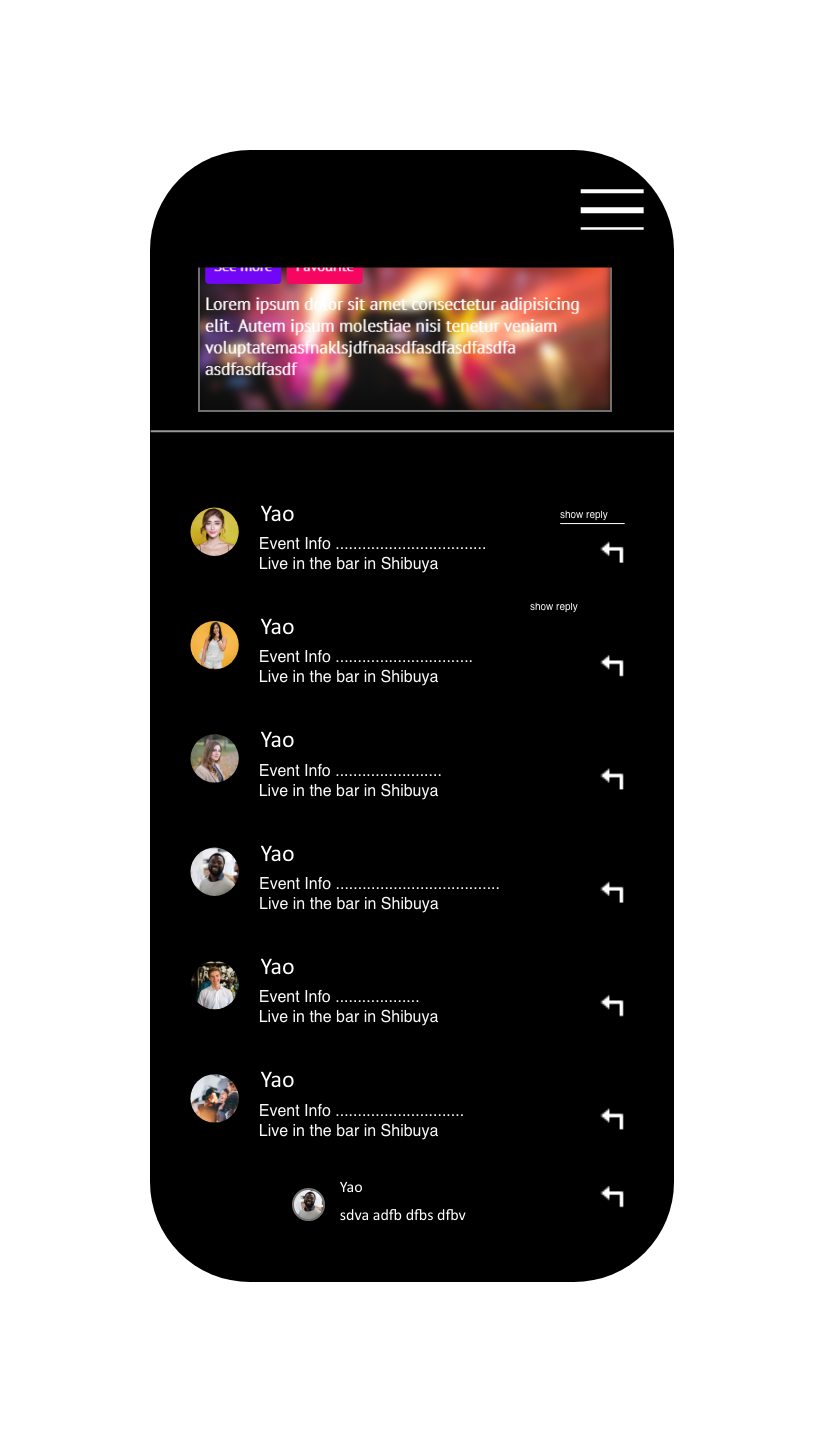 See more Favourite
Lorem ipsum dolor sit amet consectetur adipisicing
elit. Autem ipsum molestiae nisi tenetur veniam
voluptatemasfnaklsjdfnaasdfasdfasdfasdfa
asdfasdfasdf
Yao
show reply
Event Info ..................................
Live in the bar in Shibuya
show reply
Yao
Event Info ...............................
Live in the bar in Shibuya
Yao
Event Info ........................
Live in the bar in Shibuya
Yao
Event Info .....................................
Live in the bar in Shibuya
Yao
Event Info ...................
Live in the bar in Shibuya
Yao
Event Info .............................
Live in the bar in Shibuya
Yao
sdva adfb dfbs dfbv